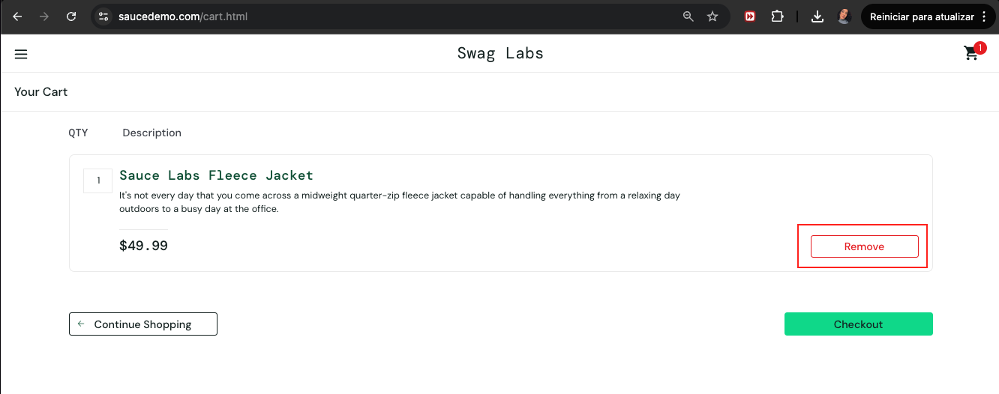 saucedemo.com/cart.html
Reiniciar para atualizar
Swag Labs
1
Your Cart
QTY Description
1
Sauce Labs Fleece Jacket
It's not every day that you come across a midweight quarter-zip fleece jacket capable of handling everything from a relaxing day
outdoors to a busy day at the office.
$49.99
Remove
Continue Shopping
Checkout